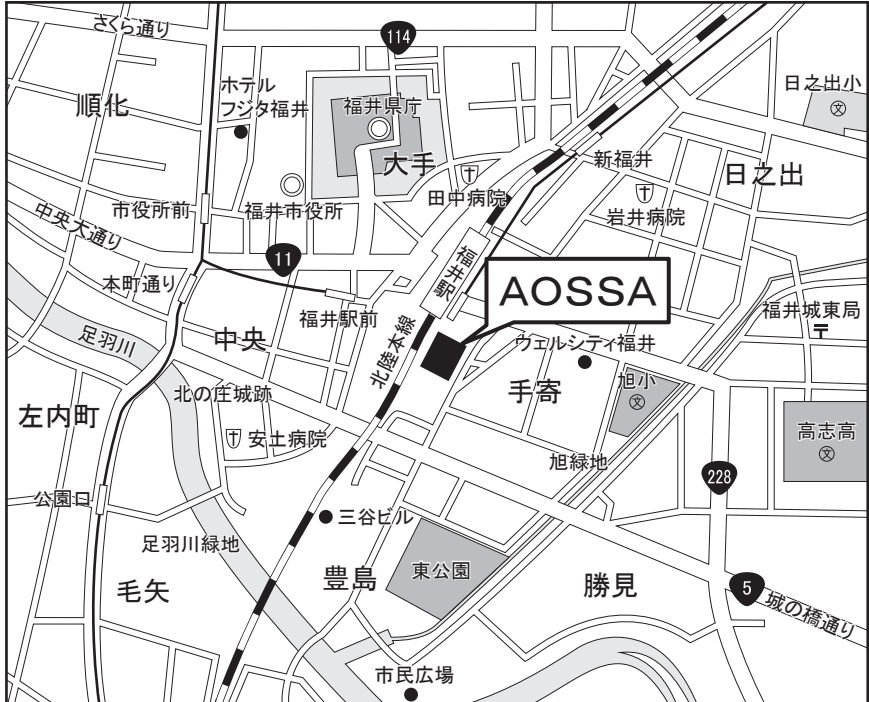 さくら通り
114
ホテル
フジタ福井
福井県庁
日之出小
文
順化
大手
新福井
日之出
田中病院
岩井病院
市役所前
福井市役所
中央大通り
11
福井駅
AOSSA
本町通り
福井駅前
福井城東局
〒
足羽川
中央
北陸本線
ウェルシティ福井
手寄
旭小
文
北の庄城跡
左内町
安土病院
高志高
文
旭緑地
228
公園口
三谷ビル
足羽川緑地
東公園
豊島
毛矢
勝見
5
城の橋通り
市民広場